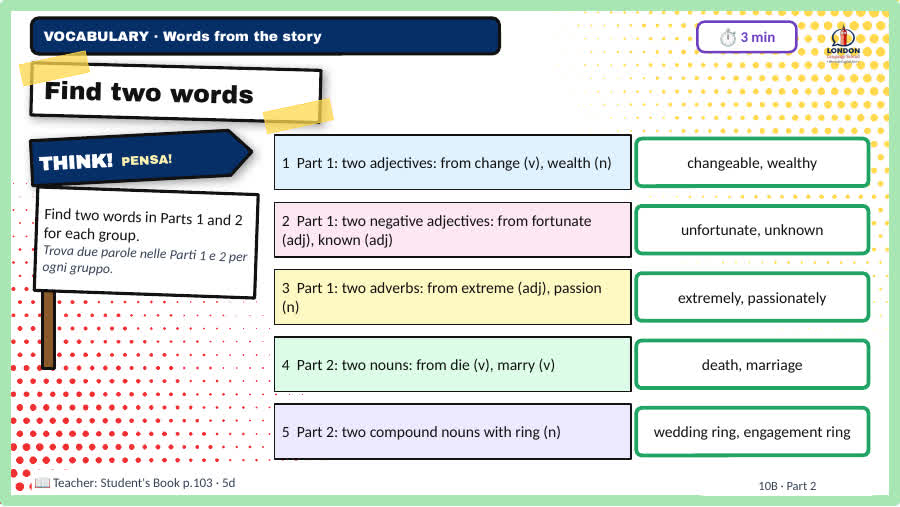 VOCABULARY · Words from the story
⏱️ 3 min
LONDON
Find two words
THINK! PENSA!
Find two words in Parts 1 and 2
for each group.
Trova due parole nelle Parti 1 e 2 per
ogni gruppo.
1 Part 1: two adjectives: from change (v), wealth (n)
changeable, wealthy
2 Part 1: two negative adjectives: from fortunate
(adj), known (adj)
unfortunate, unknown
3 Part 1: two adverbs: from extreme (adj), passion
(n)
extremely, passionately
4 Part 2: two nouns: from die (v), marry (v)
death, marriage
5 Part 2: two compound nouns with ring (n)
wedding ring, engagement ring
📖 Teacher: Student's Book p.103 · 5d
10B · Part 2